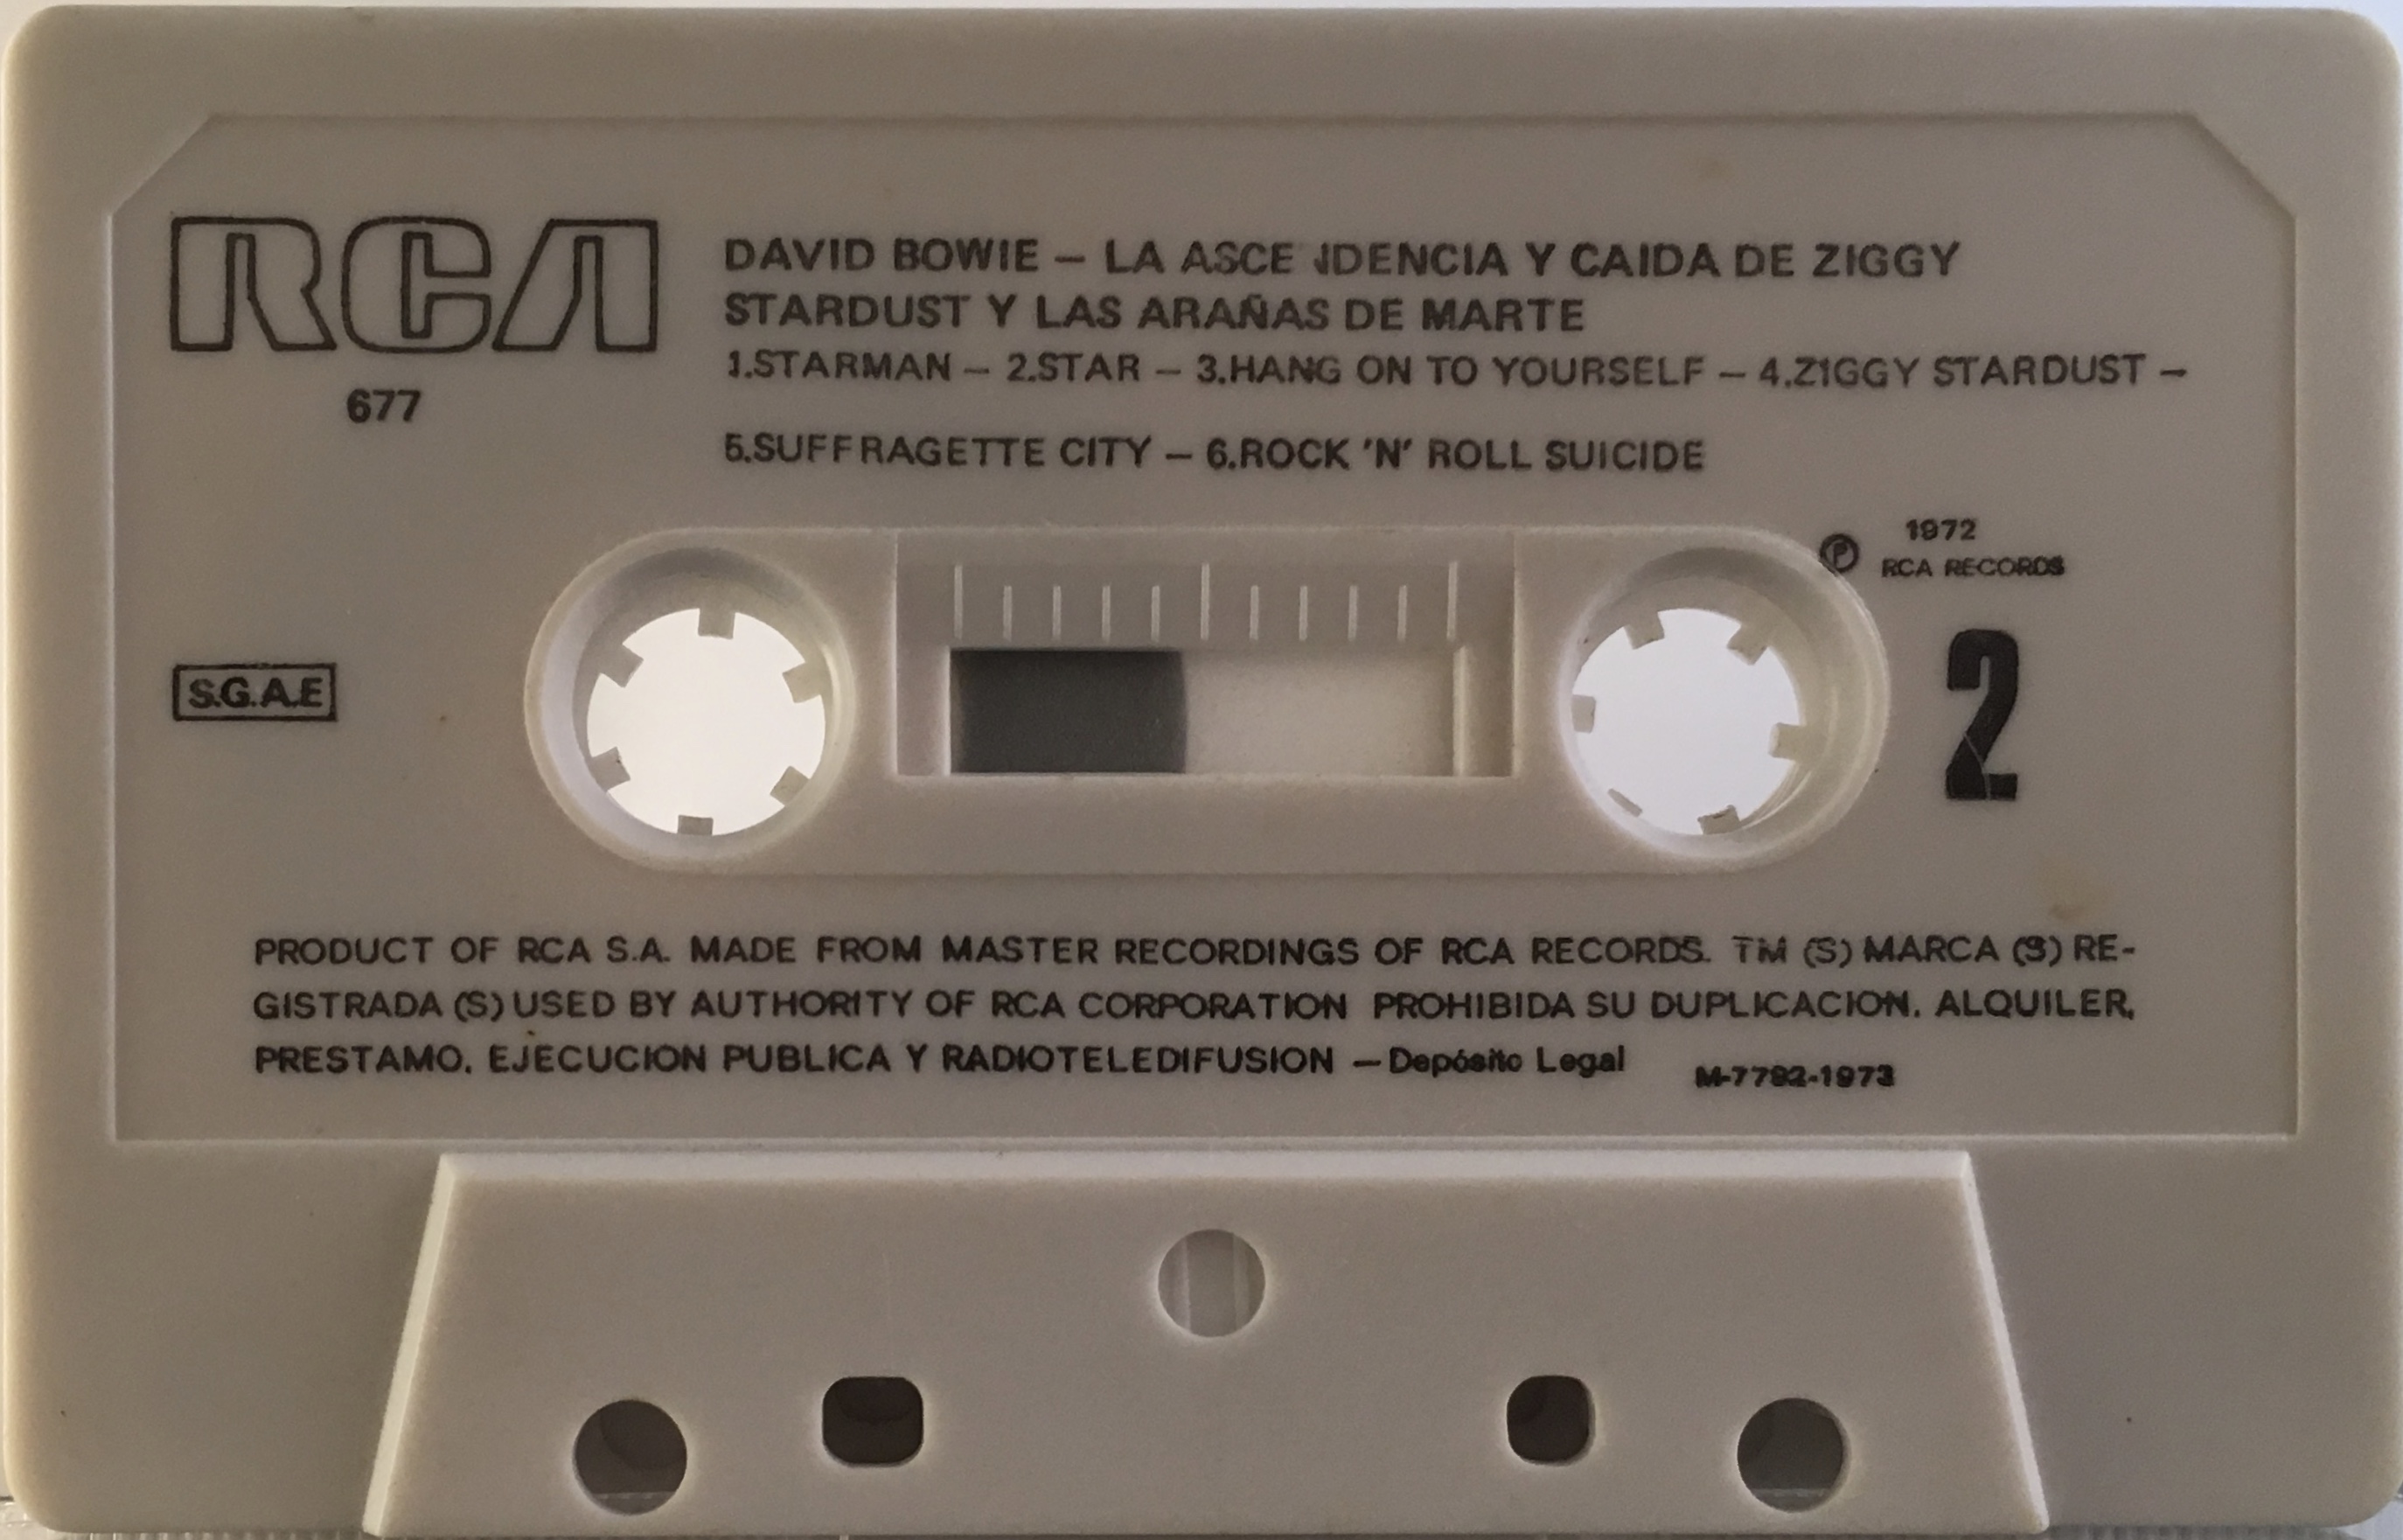 RCA
677
DAVID BOWIE – LA ASCENDENCIA Y CAIDA DE ZIGGY
STARDUST Y LAS ARAÑAS DE MARTE
1.STARMAN – 2.STAR – 3.HANG ON TO YOURSELF – 4.ZIGGY STARDUST –
5.SUFFRAGETTE CITY – 6.ROCK 'N' ROLL SUICIDE
Ⓟ 1972
RCA RECORDS
S.G.A.E
2
PRODUCT OF RCA S.A. MADE FROM MASTER RECORDINGS OF RCA RECORDS. TM (S) MARCA (S) RE-
GISTRADA (S) USED BY AUTHORITY OF RCA CORPORATION PROHIBIDA SU DUPLICACION. ALQUILER,
PRESTAMO. EJECUCION PUBLICA Y RADIOTELEDIFUSION – Depósito Legal M-7792-1973